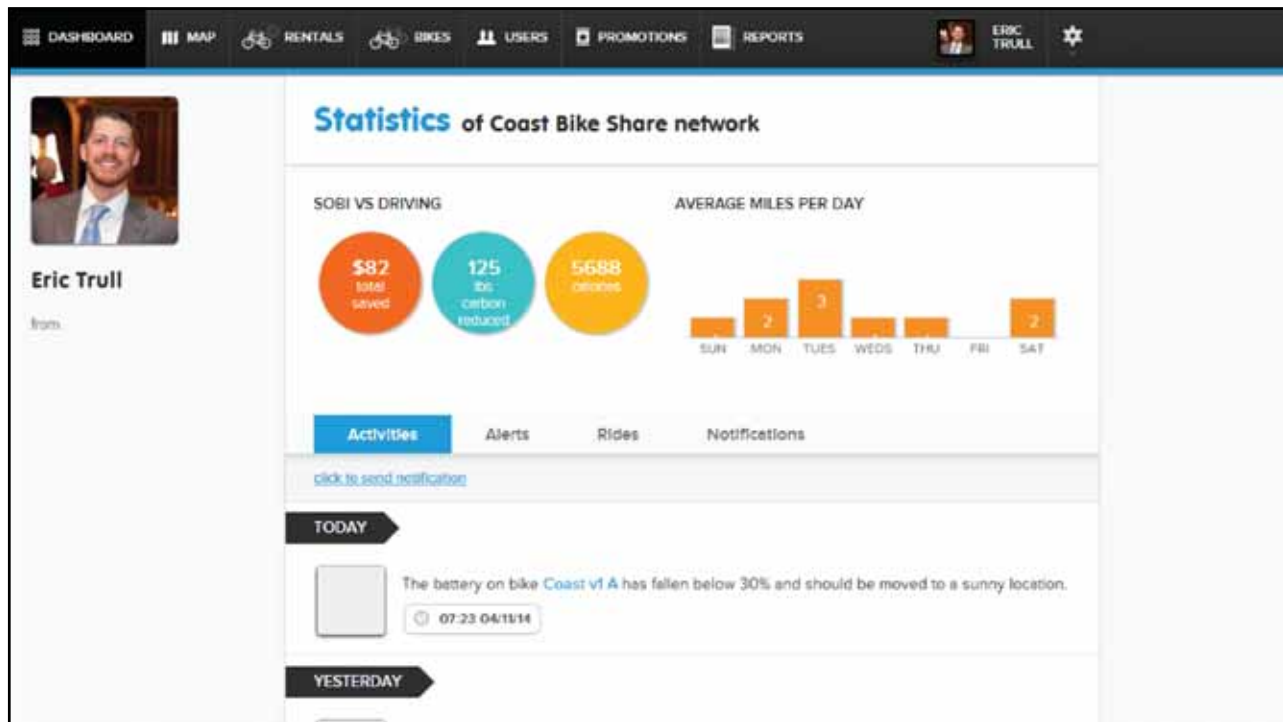 DASHBOARD MAP RENTALS BIKES USERS PROMOTIONS REPORTS ERIC TRULL
Statistics of Coast Bike Share network
SOBI VS DRIVING
AVERAGE MILES PER DAY
$82
total
saved
125
lbs
carbon
reduced
5688
calories
2
3
2
SUN MON TUES WEDS THU FRI SAT
Eric Trull
from
Activities Alerts Rides Notifications
click to send notification
TODAY
The battery on bike Coast v1 A has fallen below 30% and should be moved to a sunny location.
07:23 04/11/14
YESTERDAY